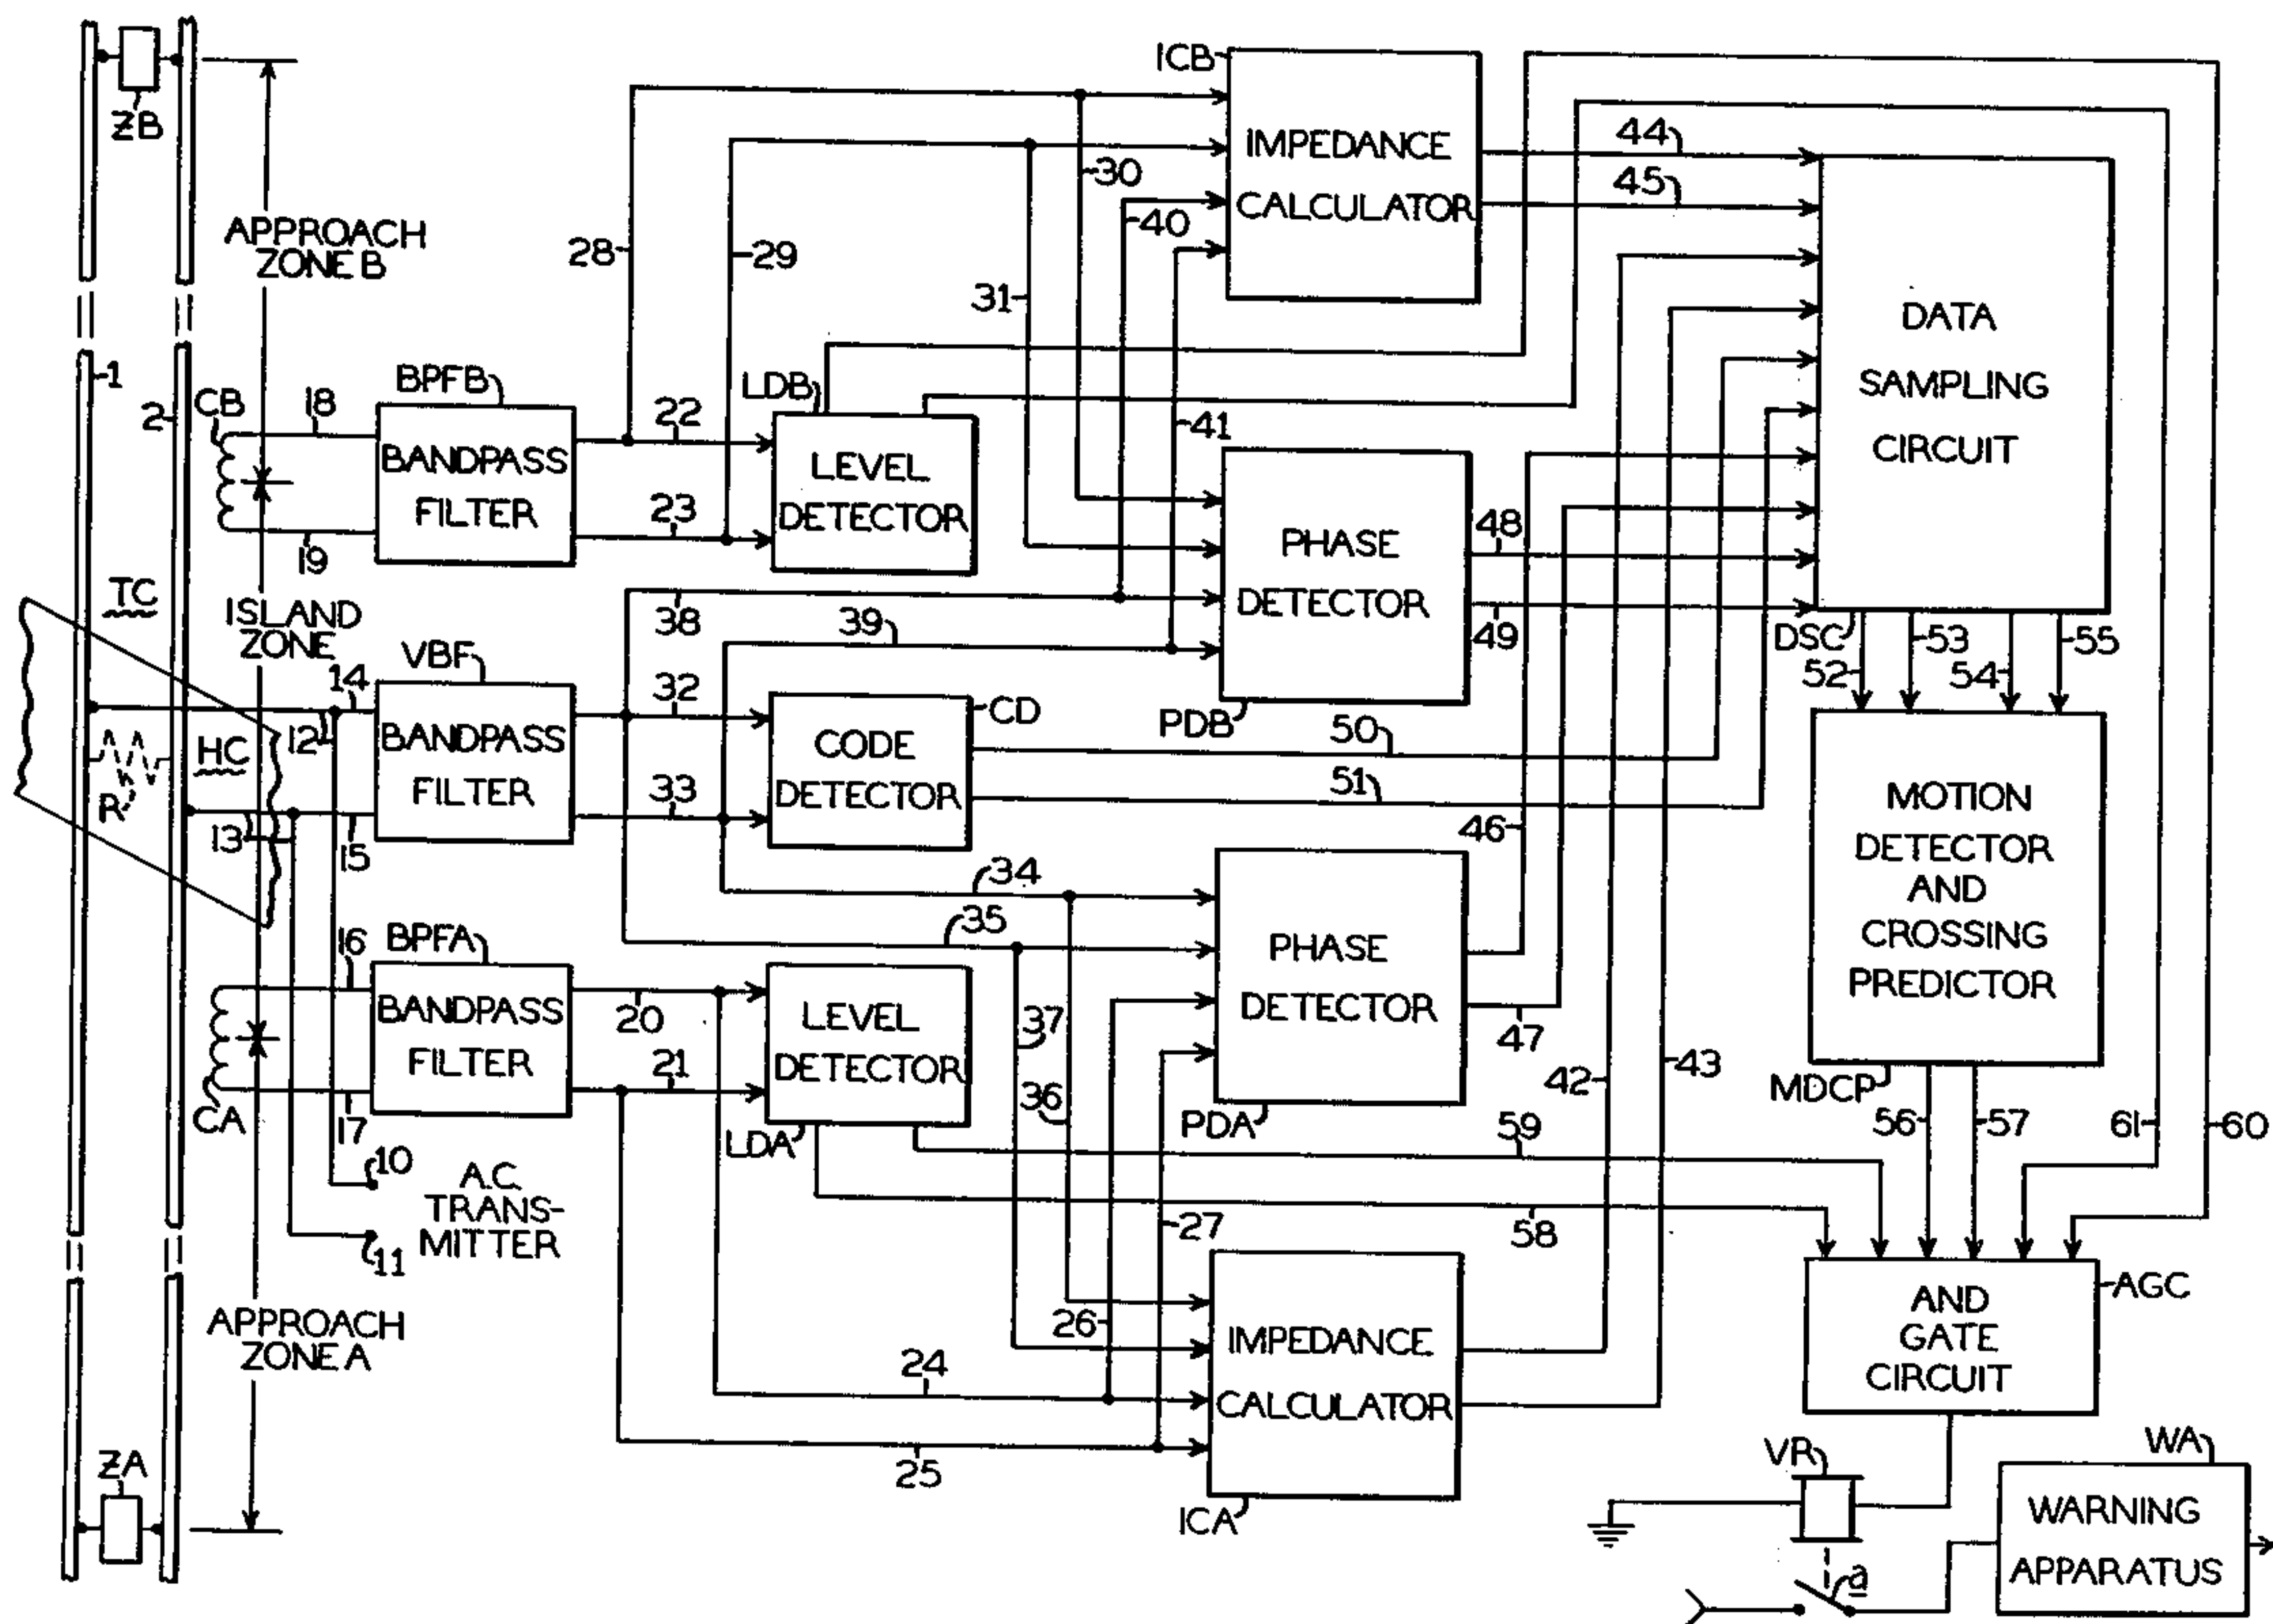 ZB
APPROACH
ZONE B
1
2
CB
18
19
BPFB
BANDPASS
FILTER
22
23
28
29
30
31
LDB
LEVEL
DETECTOR
ICB
IMPEDANCE
CALCULATOR
40
41
44
45
DATA
SAMPLING
CIRCUIT
DSC
52
53
54
55
TC
ISLAND
ZONE
HC
R
12
13
14
15
VBF
BANDPASS
FILTER
32
33
38
39
CD
CODE
DETECTOR
50
51
PHASE
DETECTOR
PDB
48
49
MOTION
DETECTOR
AND
CROSSING
PREDICTOR
MDCP
56
57
61
60
16
17
CA
BPFA
BANDPASS
FILTER
20
21
34
35
36
37
LDA
LEVEL
DETECTOR
PHASE
DETECTOR
PDA
46
47
42
43
59
58
10
11
A.C.
TRANS-
MITTER
APPROACH
ZONE A
24
25
26
27
IMPEDANCE
CALCULATOR
ICA
AND
GATE
CIRCUIT
AGC
ZA
VR
a
WA
WARNING
APPARATUS